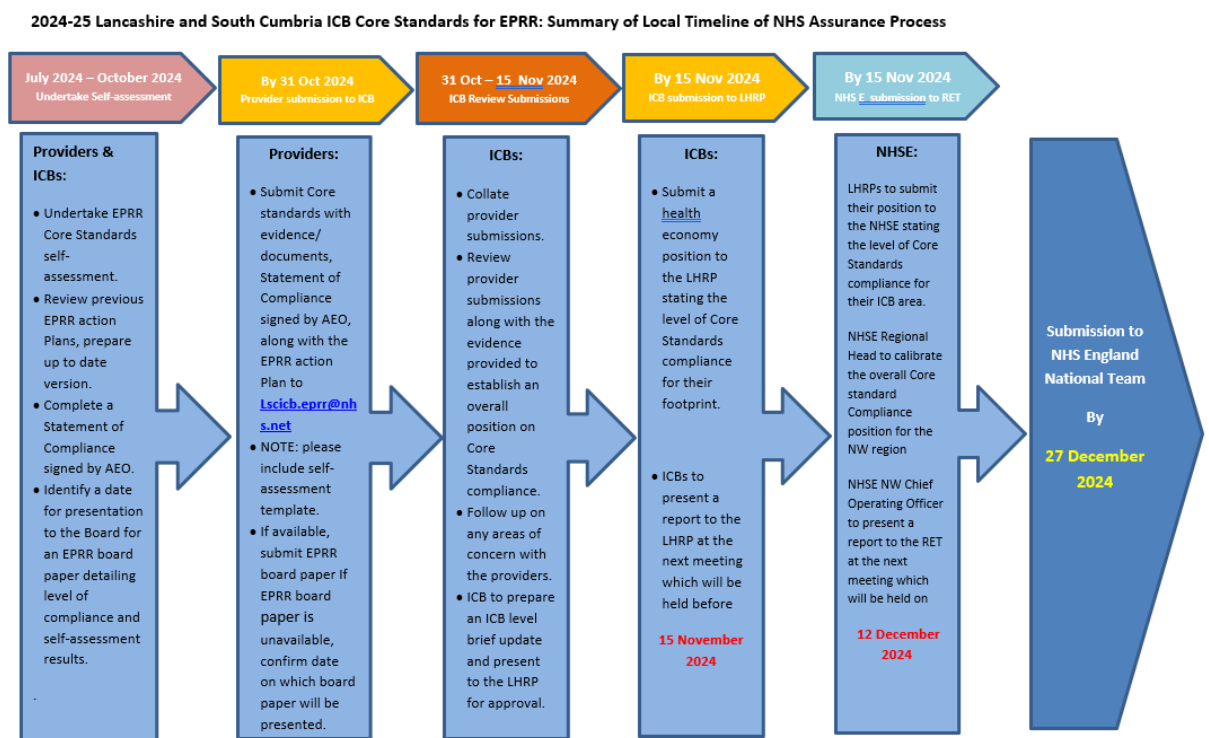 2024-25 Lancashire and South Cumbria ICB Core Standards for EPRR: Summary of Local Timeline of NHS Assurance Process
July 2024 – October 2024
Undertake Self-assessment
By 31 Oct 2024
Provider submission to ICB
31 Oct – 15 Nov 2024
ICB Review Submissions
By 15 Nov 2024
ICB submission to LHRP
By 15 Nov 2024
NHS E submission to RET
Providers &
ICBs:
• Undertake EPRR
Core Standards
self-
assessment.
• Review previous
EPRR action
Plans, prepare
up to date
version.
• Complete a
Statement of
Compliance
signed by AEO.
• Identify a date
for presentation
to the Board for
an EPRR board
paper detailing
level of
compliance and
self-assessment
results.
.
Providers:
• Submit Core
standards with
evidence/
documents,
Statement of
Compliance
signed by AEO,
along with the
EPRR action
Plan to
Lscicb.eprr@nh
s.net
• NOTE: please
include self-
assessment
template.
• If available,
submit EPRR
board paper If
EPRR board
paper is
unavailable,
confirm date
on which board
paper will be
presented.
ICBs:
• Collate
provider
submissions.
• Review
provider
submissions
along with the
evidence
provided to
establish an
overall
position on
Core
Standards
compliance.
• Follow up on
any areas of
concern with
the providers.
• ICB to prepare
an ICB level
brief update
and present
to the LHRP
for approval.
ICBs:
• Submit a
health
economy
position to
the LHRP
stating the
level of Core
Standards
compliance
for their
footprint.
• ICBs to
present a
report to the
LHRP at the
next meeting
which will be
held before
15 November
2024
NHSE:
LHRPs to submit
their position to
the NHSE stating
the level of Core
Standards
compliance for
their ICB area.
NHSE Regional
Head to calibrate
the overall Core
standard
Compliance
position for the
NW region
NHSE NW Chief
Operating Officer
to present a
report to the RET
at the next
meeting which
will be held on
12 December
2024
Submission to
NHS England
National Team
By
27 December
2024